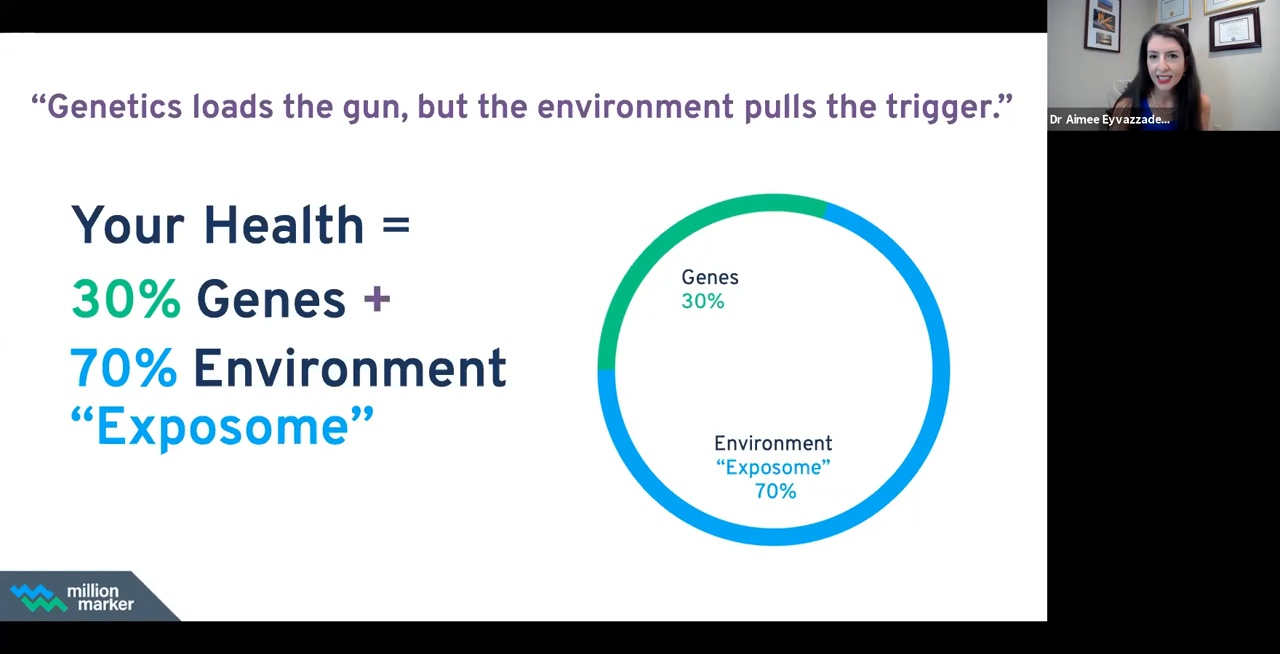 “Genetics loads the gun, but the environment pulls the trigger.”
Your Health =
30% Genes +
70% Environment
“Exposome”
Genes
30%
Environment
“Exposome”
70%
million
marker
Dr Aimee Eyvazzade...